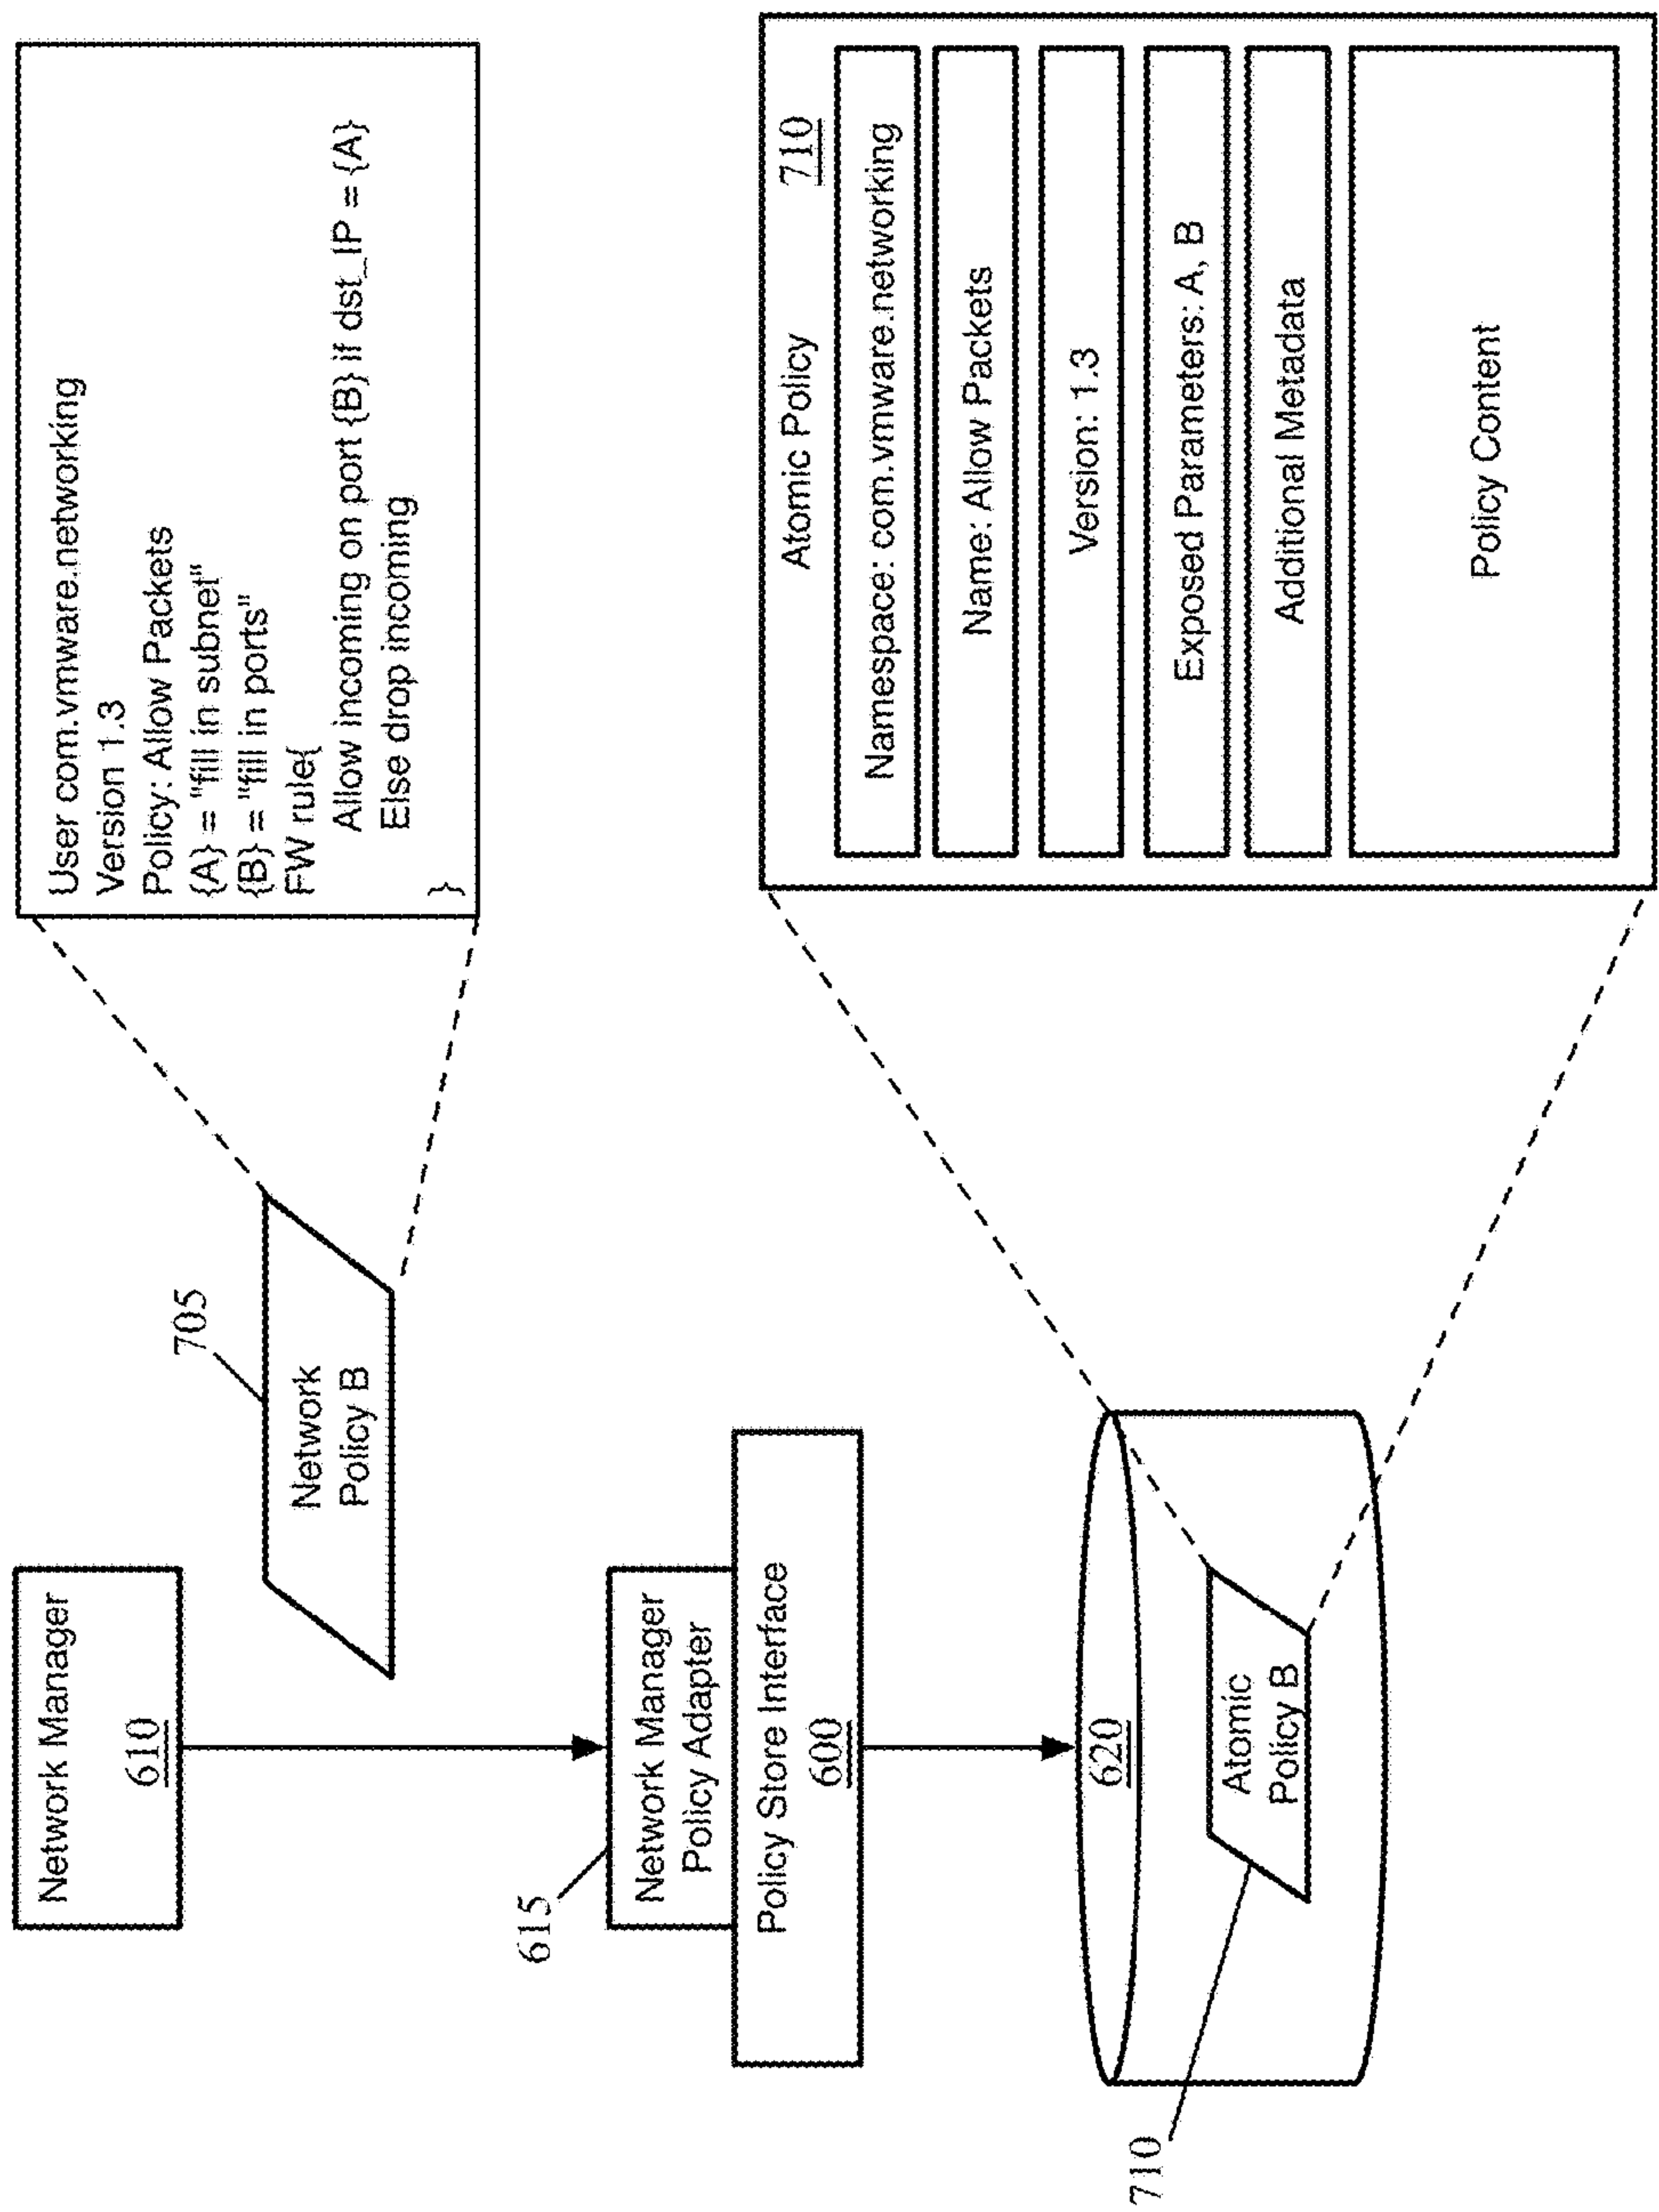 Network Manager
610
705
Network
Policy B
User com.vmware.networking
Version 1.3
Policy: Allow Packets
{A} = "fill in subnet"
{B} = "fill in ports"
FW rule{
Allow incoming on port {B} if dst_IP = {A}
Else drop incoming
}
615
Network Manager
Policy Adapter
Policy Store Interface
600
620
Atomic
Policy B
710
Atomic Policy
710
Namespace: com.vmware.networking
Name: Allow Packets
Version: 1.3
Exposed Parameters: A, B
Additional Metadata
Policy Content